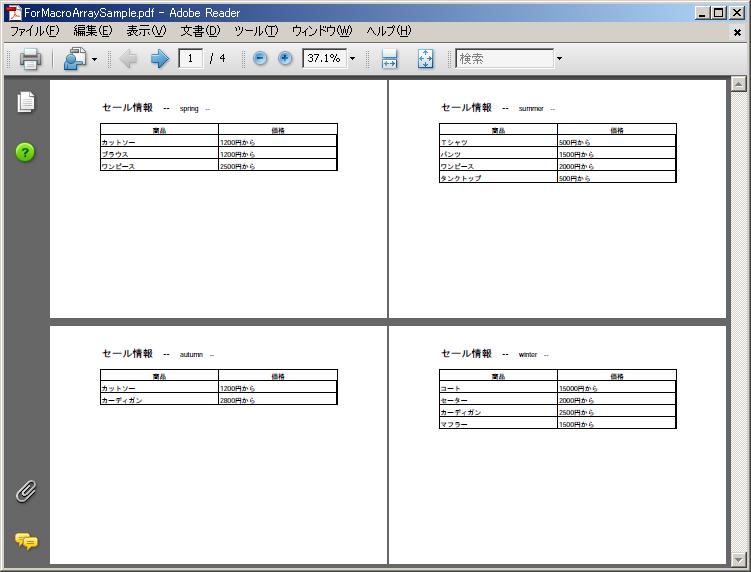 ForMacroArraySample.pdf - Adobe Reader
ファイル(F) 編集(E) 表示(V) 文書(D) ツール(T) ウィンドウ(W) ヘルプ(H)
1 / 4 37.1% 検索
セール情報 -- spring --
商品 価格
カットソー 1200円から
ブラウス 1200円から
ワンピース 2500円から
セール情報 -- summer --
商品 価格
Tシャツ 500円から
パンツ 1500円から
ワンピース 2000円から
タンクトップ 500円から
セール情報 -- autumn --
商品 価格
カットソー 1200円から
カーディガン 2800円から
セール情報 -- winter --
商品 価格
コート 15000円から
セーター 2000円から
カーディガン 2500円から
マフラー 1500円から